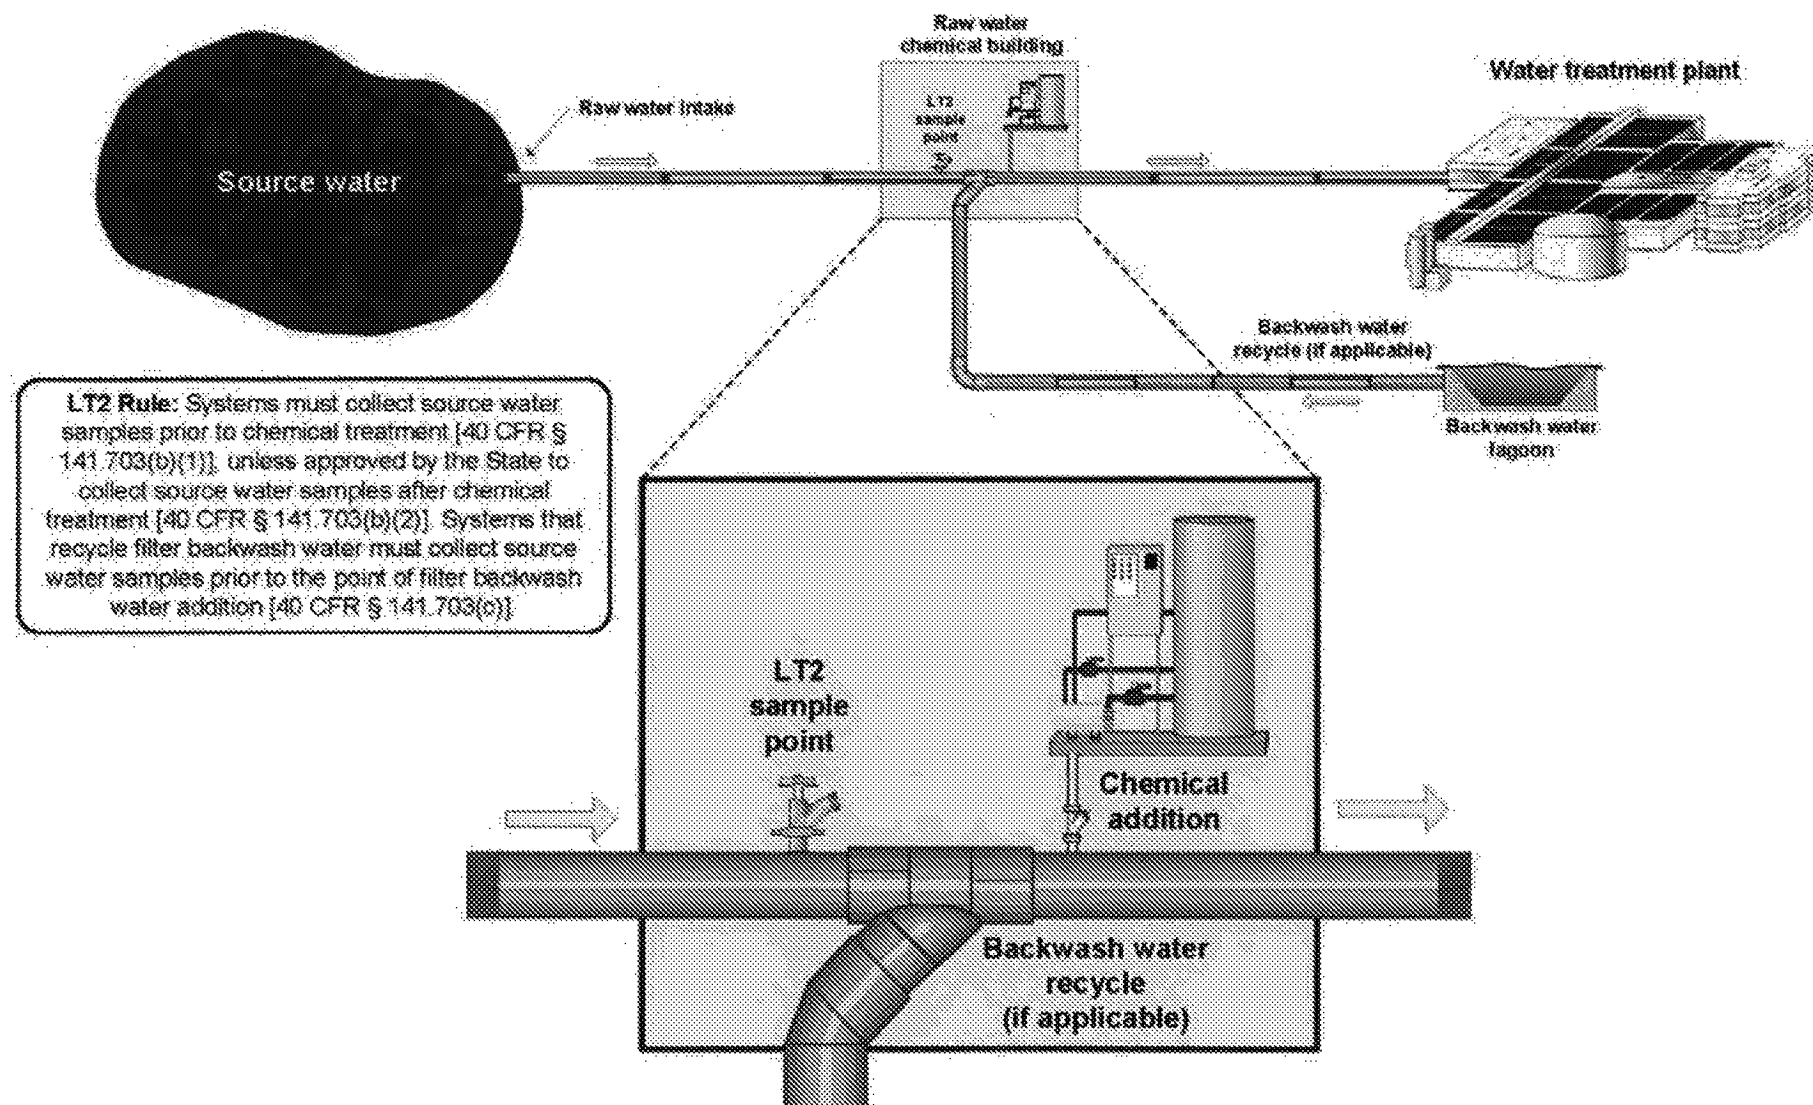 Raw water
chemical building
Water treatment plant
Raw water intake
LT2
sample
point
Source water
Backwash water
recycle (if applicable)
Backwash water
lagoon
LT2 Rule: Systems must collect source water
samples prior to chemical treatment [40 CFR §
141.703(b)(1)], unless approved by the State to
collect source water samples after chemical
treatment [40 CFR § 141.703(b)(2)]. Systems that
recycle filter backwash water must collect source
water samples prior to the point of filter backwash
water addition [40 CFR § 141.703(c)]
LT2
sample
point
Chemical
addition
Backwash water
recycle
(if applicable)